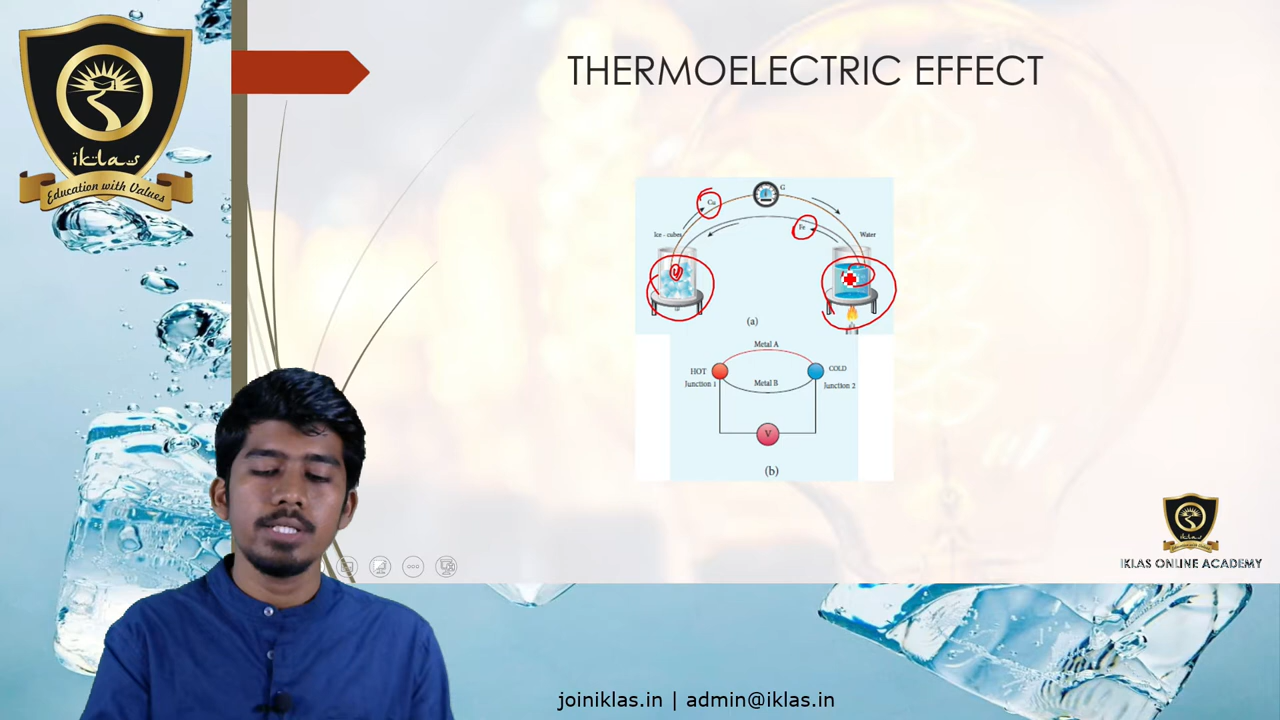 THERMOELECTRIC EFFECT
iklas
Education with Values
G
Cu
Fe
Ice - cubes
Water
(a)
Metal A
HOT
COLD
Junction 1
Metal B
Junction 2
V
(b)
IKLAS ONLINE ACADEMY
joiniklas.in | admin@iklas.in